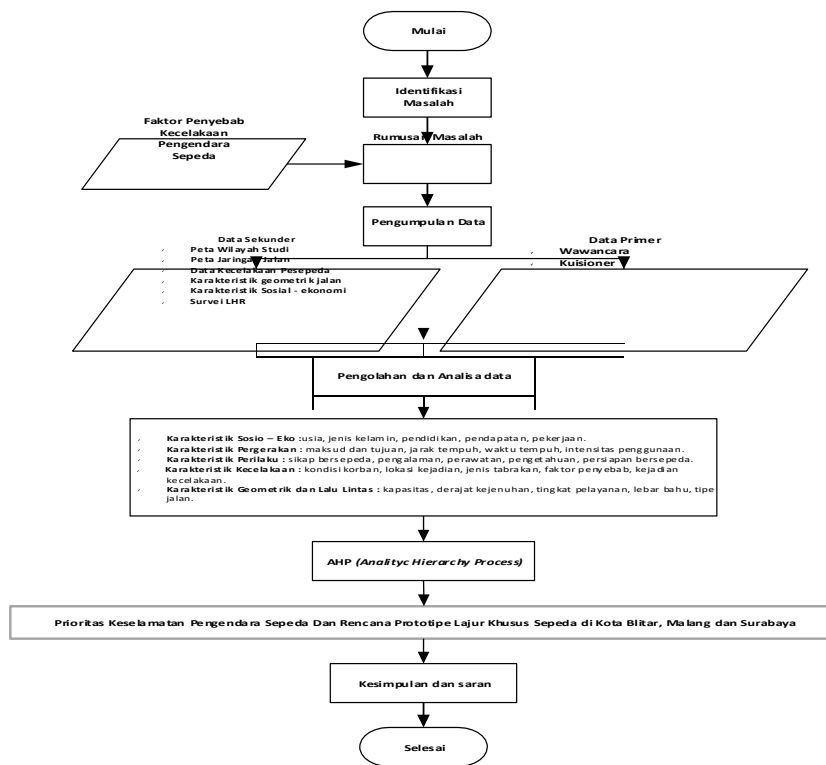 Mulai
Identifikasi
Masalah
Faktor Penyebab
Kecelakaan
Pengendara
Sepeda
Rumusan Masalah
Pengumpulan Data
Data Sekunder
Peta Wilayah Studi
Peta Jaringan Jalan
Data Kecelakaan Pesepeda
Karakteristik geometrik jalan
Karakteristik Sosial - ekonomi
Survei LHR
Data Primer
Wawancara
Kuisioner
Pengolahan dan Analisa data
Karakteristik Sosio – Eko :usia, jenis kelamin, pendidikan, pendapatan, pekerjaan.
Karakteristik Pergerakan : maksud dan tujuan, jarak tempuh, waktu tempuh, intensitas penggunaan.
Karakteristik Perilaku : sikap bersepeda, pengalaman, perawatan, pengetahuan, persiapan bersepeda.
Karakteristik Kecelakaan : kondisi korban, lokasi kejadian, jenis tabrakan, faktor penyebab, kejadian
kecelakaan.
Karakteristik Geometrik dan Lalu Lintas : kapasitas, derajat kejenuhan, tingkat pelayanan, lebar bahu, tipe
jalan.
AHP (Analityc Hierarchy Process)
Prioritas Keselamatan Pengendara Sepeda Dan Rencana Prototipe Lajur Khusus Sepeda di Kota Blitar, Malang dan Surabaya
Kesimpulan dan saran
Selesai